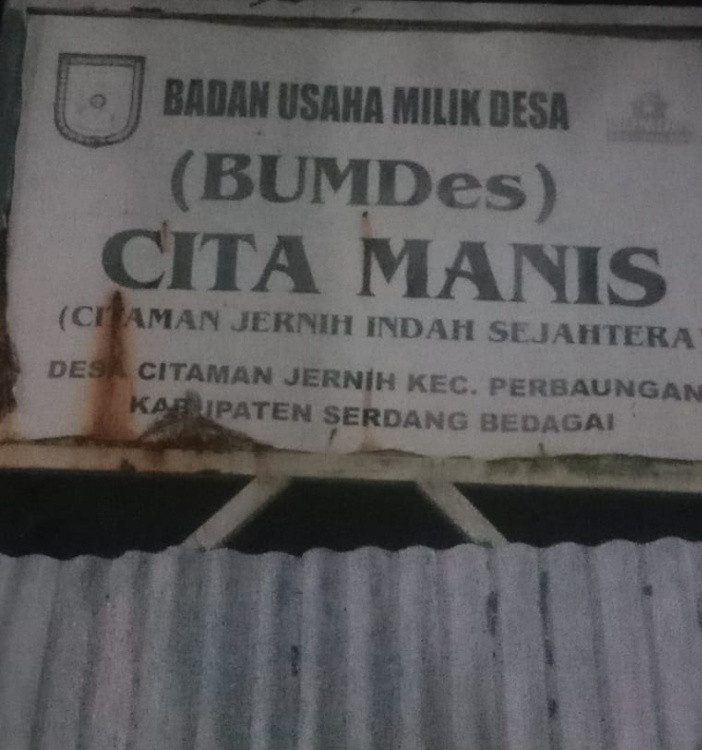 BADAN USAHA MILIK DESA
(BUMDes)
CITA MANIS
(CITAMAN JERNIH INDAH SEJAHTERA)
DESA CITAMAN JERNIH KEC. PERBAUNGAN
KABUPATEN SERDANG BEDAGAI